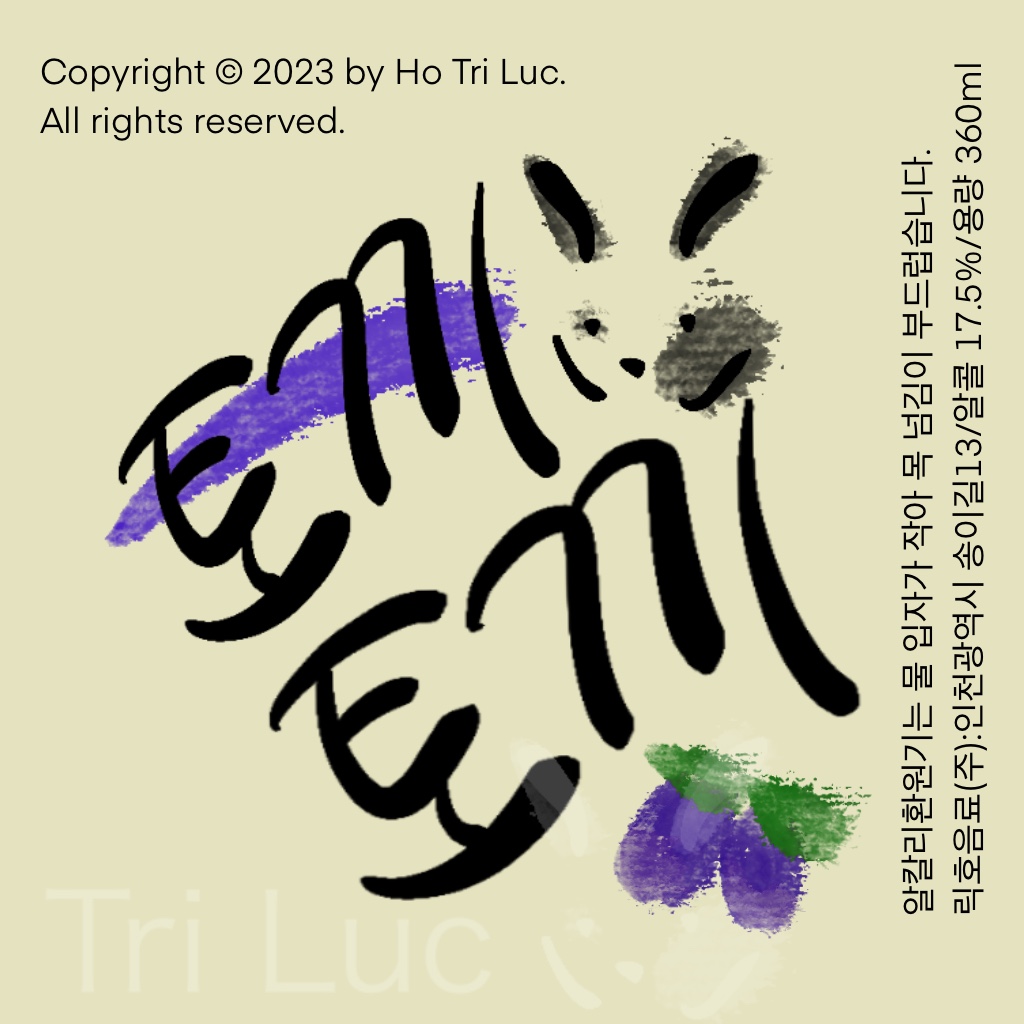 Copyright © 2023 by Ho Tri Luc.
All rights reserved.
토끼
토끼
알칼리환원기는 물 입자가 작아 목 넘김이 부드럽습니다.
릭호음료(주):인천광역시 송이길13/알콜 17.5%/용량 360ml
Tri Luc